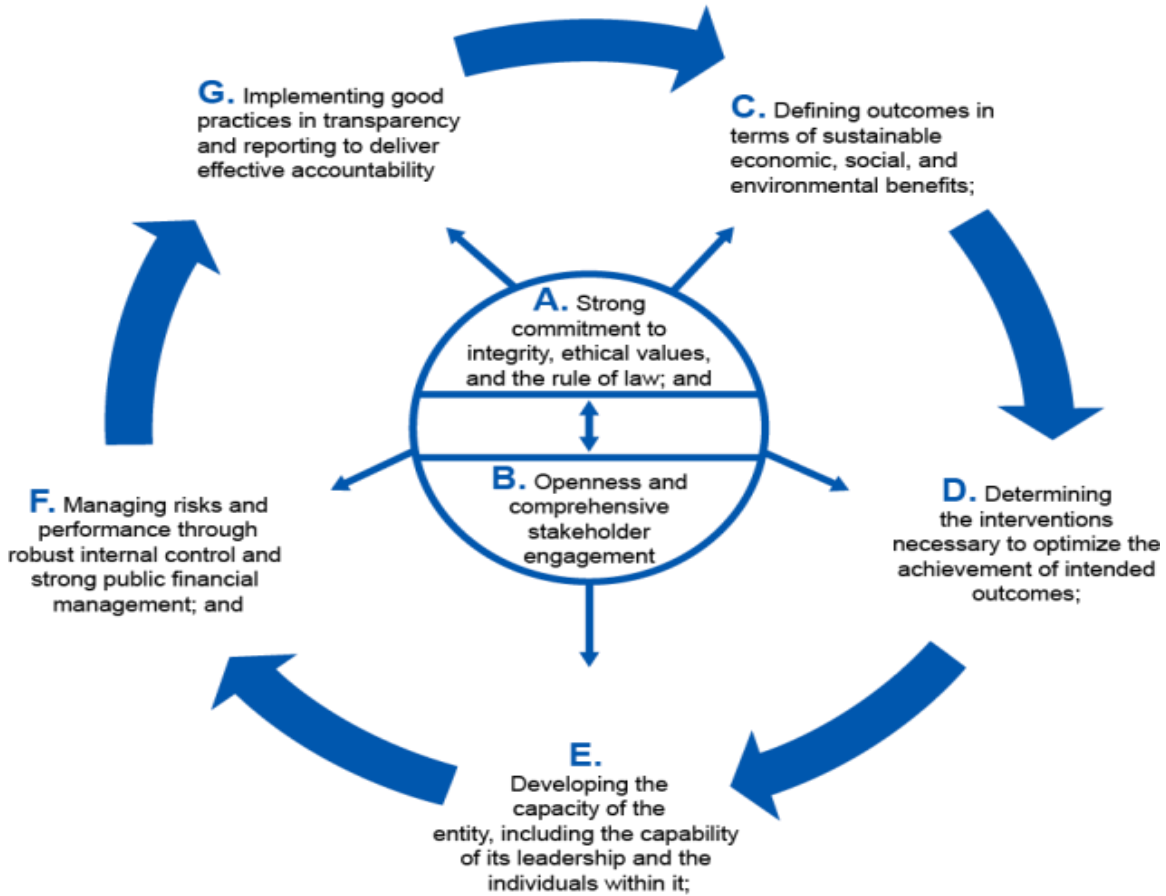 G. Implementing good
practices in transparency
and reporting to deliver
effective accountability
C. Defining outcomes in
terms of sustainable
economic, social, and
environmental benefits;
A. Strong
commitment to
integrity, ethical values,
and the rule of law; and
B. Openness and
comprehensive
stakeholder
engagement
D. Determining
the interventions
necessary to optimize the
achievement of intended
outcomes;
E.
Developing the
capacity of the
entity, including the capability
of its leadership and the
individuals within it;
F. Managing risks and
performance through
robust internal control and
strong public financial
management; and